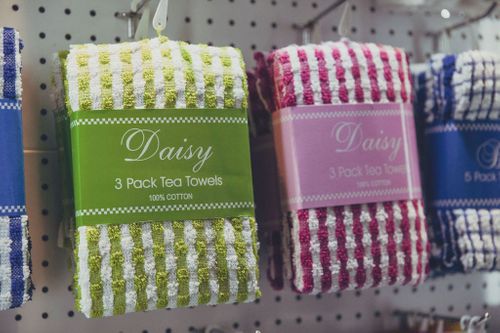 Daisy
3 Pack Tea Towels
100% COTTON
Daisy
3 Pack Tea Towels
100% COTTON
5 Pack